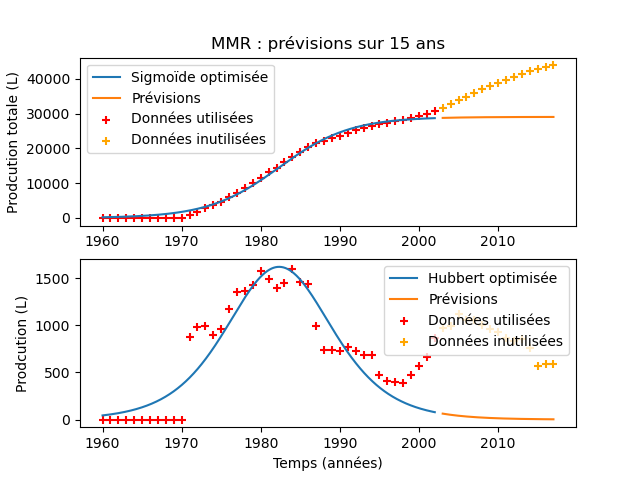 MMR : prévisions sur 15 ans
Prodcution totale (L)
40000
30000
20000
10000
0
Sigmoïde optimisée
Prévisions
Données utilisées
Données inutilisées
1960 1970 1980 1990 2000 2010
Prodcution (L)
1500
1000
500
0
Hubbert optimisée
Prévisions
Données utilisées
Données inutilisées
1960 1970 1980 1990 2000 2010
Temps (années)